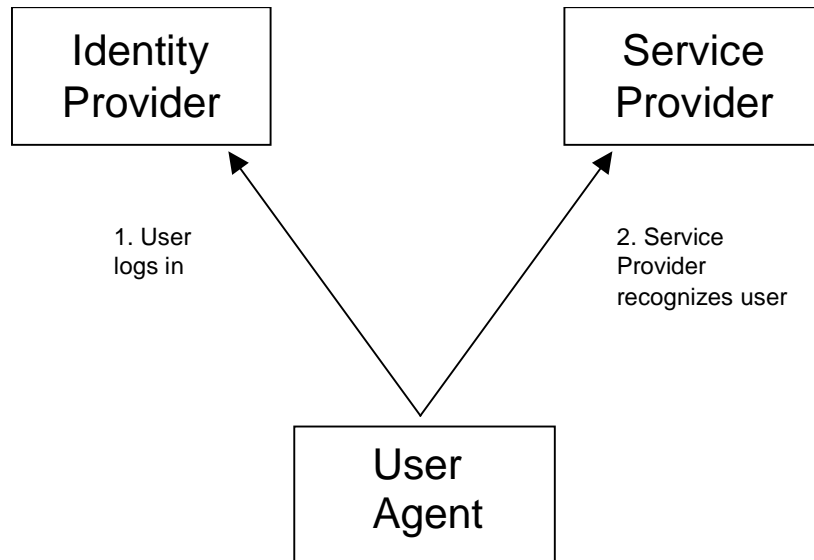 Identity
Provider
Service
Provider
1. User
logs in
2. Service
Provider
recognizes user
User
Agent